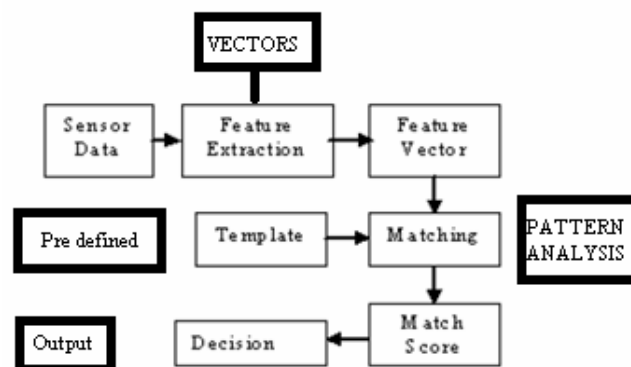 VECTORS
Sensor
Data
Feature
Extraction
Feature
Vector
Pre defined
Template
Matching
PATTERN
ANALYSIS
Output
Decision
Match
Score